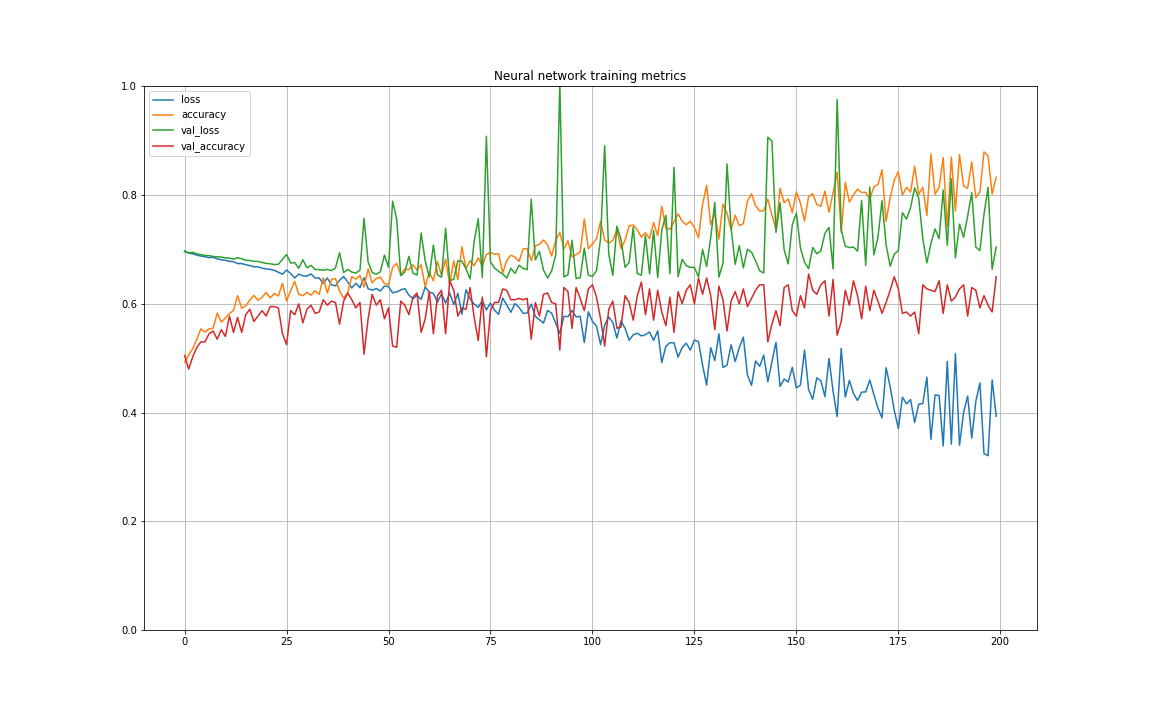 Neural network training metrics
1.0
loss
accuracy
val_loss
val_accuracy
0.8
0.6
0.4
0.2
0.0
0 25 50 75 100 125 150 175 200